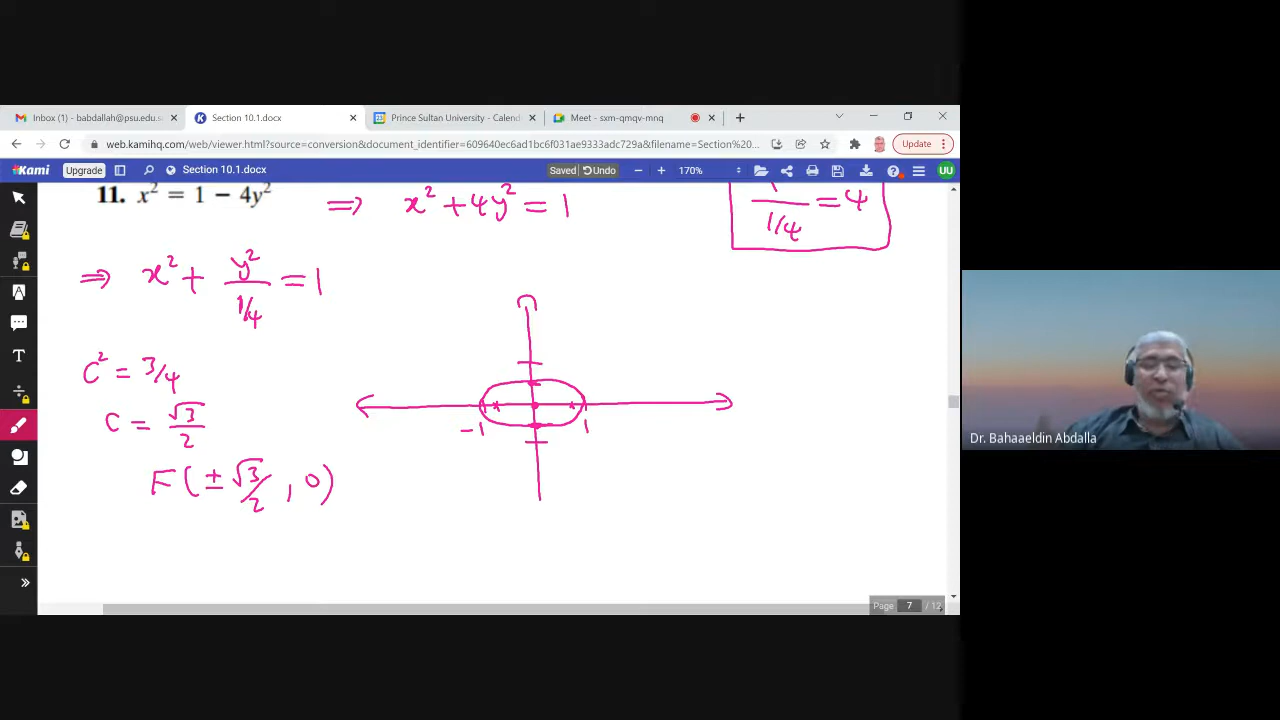 Inbox (1) - babdallah@psu.edu.s
Section 10.1.docx
Prince Sultan University - Calend
Meet - sxm-qmqv-mnq
web.kamihq.com/web/viewer.html?source=conversion&document_identifier=609640ec6ad1bc6f031adc729a&filename=Section%20...
Update
Kami
Upgrade
Section 10.1.docx
Saved
Undo
170%
UU
11. x² = 1 − 4y²
⇒ x² + 4y² = 1
1/4 = 4
⇒ x² + y²/(1/4) = 1
C² = 3/4
C = √3/2
-1 1
F(± √3/2, 0)
Dr. Bahaaeldin Abdalla
Page 7 / 12